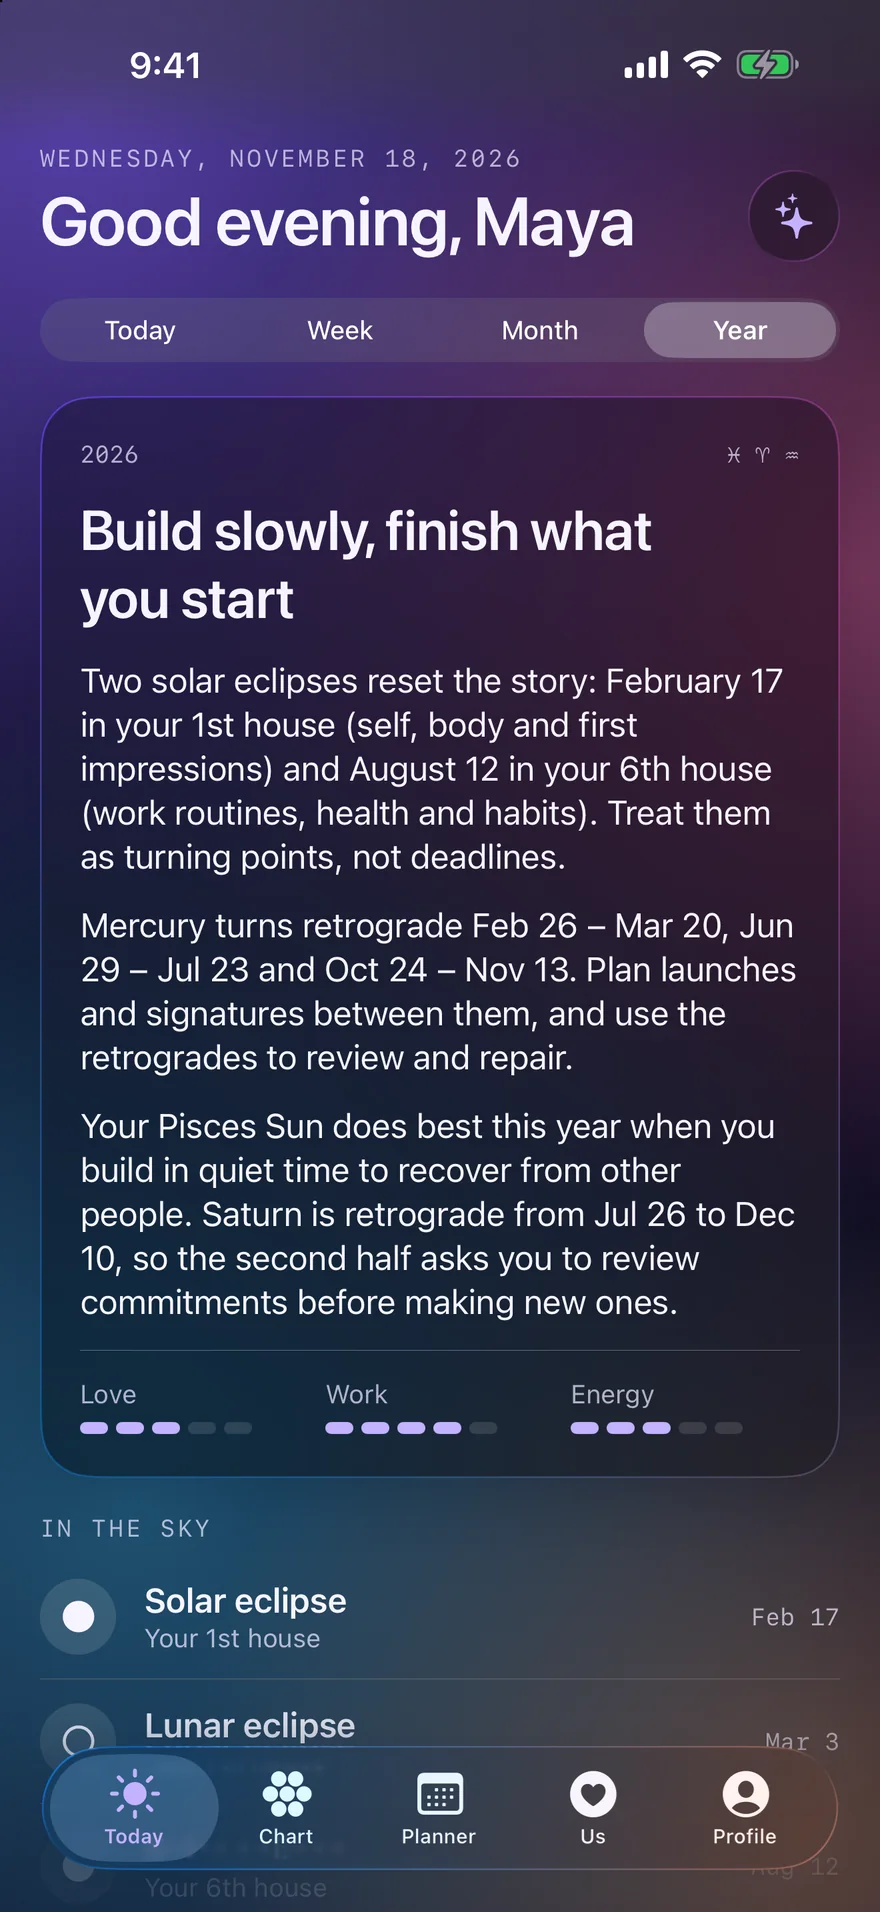 9:41
WEDNESDAY, NOVEMBER 18, 2026
Good evening, Maya
Today Week Month Year
2026 ♓︎ ♈︎ ♒︎
Build slowly, finish what
you start
Two solar eclipses reset the story: February 17
in your 1st house (self, body and first
impressions) and August 12 in your 6th house
(work routines, health and habits). Treat them
as turning points, not deadlines.
Mercury turns retrograde Feb 26 – Mar 20, Jun
29 – Jul 23 and Oct 24 – Nov 13. Plan launches
and signatures between them, and use the
retrogrades to review and repair.
Your Pisces Sun does best this year when you
build in quiet time to recover from other
people. Saturn is retrograde from Jul 26 to Dec
10, so the second half asks you to review
commitments before making new ones.
Love Work Energy
IN THE SKY
Solar eclipse
Your 1st house
Feb 17
Lunar eclipse
Mar 3
Today Chart Planner Us Profile
Aug 12
Your 6th house